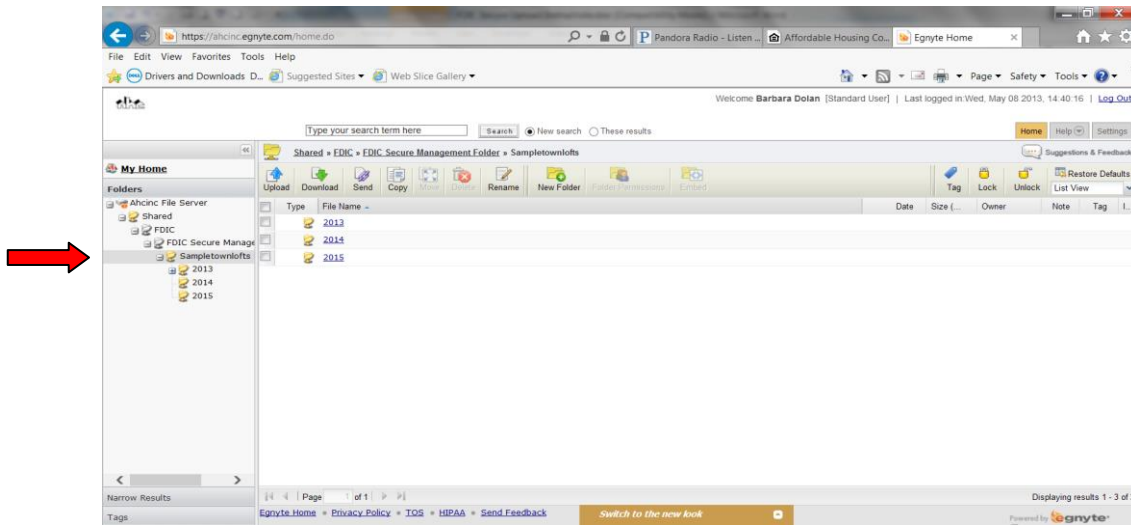 https://ahcinc.egnyte.com/home.do
Pandora Radio - Listen ...
Affordable Housing Co...
Egnyte Home
File Edit View Favorites Tools Help
Drivers and Downloads D...
Suggested Sites
Web Slice Gallery
Page Safety Tools
Welcome Barbara Dolan [Standard User] | Last logged in:Wed, May 08 2013, 14:40:16 | Log Out
Type your search term here
Search
New search
These results
Home
Help
Settings
Shared » FDIC » FDIC Secure Management Folder » Sampletownlofts
Suggestions & Feedback
My Home
Upload Download Send Copy Move Delete Rename New Folder Folder Permissions Embed
Tag Lock Unlock
Restore Defaults
List View
Folders
Type File Name
Date Size (... Owner Note Tag I...
Ahcinc File Server
Shared
FDIC
FDIC Secure Manage
Sampletownlofts
2013
2014
2015
2013
2014
2015
Narrow Results
Tags
Page 1 of 1
Displaying results 1 - 3 of
Egnyte Home Privacy Policy TOS HIPAA Send Feedback
Switch to the new look
Powered by egnyte